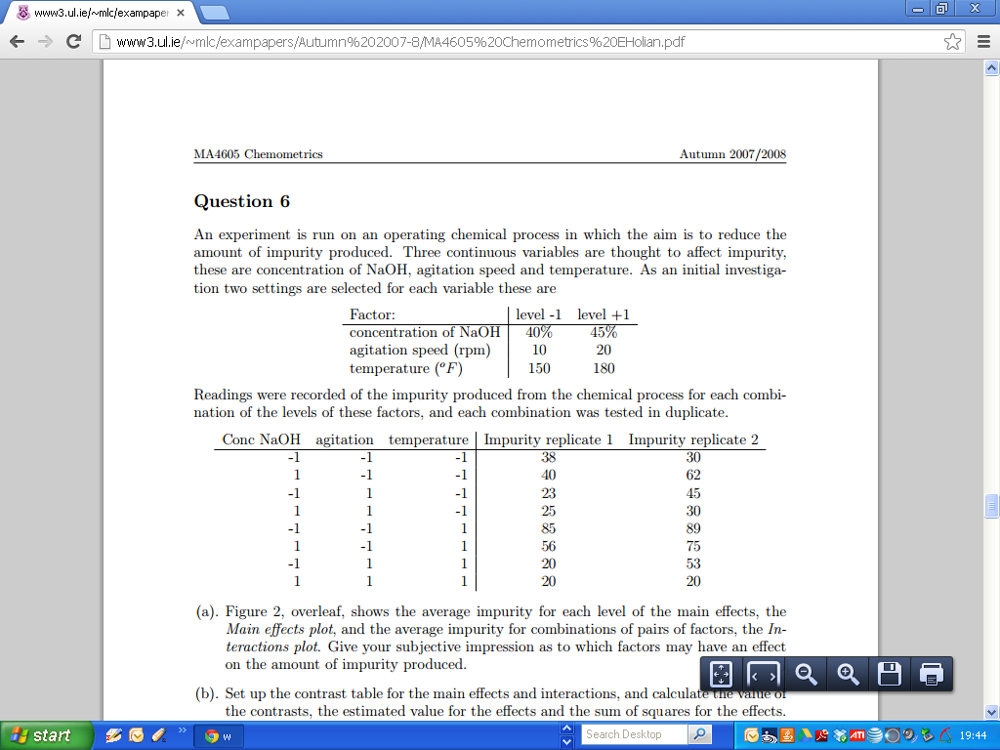 www3.ul.ie/~mlc/exampaper
www3.ul.ie/~mlc/exampapers/Autumn%202007-8/MA4605%20Chemometrics%20EHolian.pdf
MA4605 Chemometrics Autumn 2007/2008
Question 6
An experiment is run on an operating chemical process in which the aim is to reduce the
amount of impurity produced. Three continuous variables are thought to affect impurity,
these are concentration of NaOH, agitation speed and temperature. As an initial investiga-
tion two settings are selected for each variable these are
Factor: level -1 level +1
concentration of NaOH 40% 45%
agitation speed (rpm) 10 20
temperature (°F) 150 180
Readings were recorded of the impurity produced from the chemical process for each combi-
nation of the levels of these factors, and each combination was tested in duplicate.
Conc NaOH agitation temperature Impurity replicate 1 Impurity replicate 2
-1 -1 -1 38 30
1 -1 -1 40 62
-1 1 -1 23 45
1 1 -1 25 30
-1 -1 1 85 89
1 -1 1 56 75
-1 1 1 20 53
1 1 1 20 20
(a). Figure 2, overleaf, shows the average impurity for each level of the main effects, the
Main effects plot, and the average impurity for combinations of pairs of factors, the In-
teractions plot. Give your subjective impression as to which factors may have an effect
on the amount of impurity produced.
(b). Set up the contrast table for the main effects and interactions, and calculate the value of
the contrasts, the estimated value for the effects and the sum of squares for the effects.
start w Search Desktop ATI 19:44